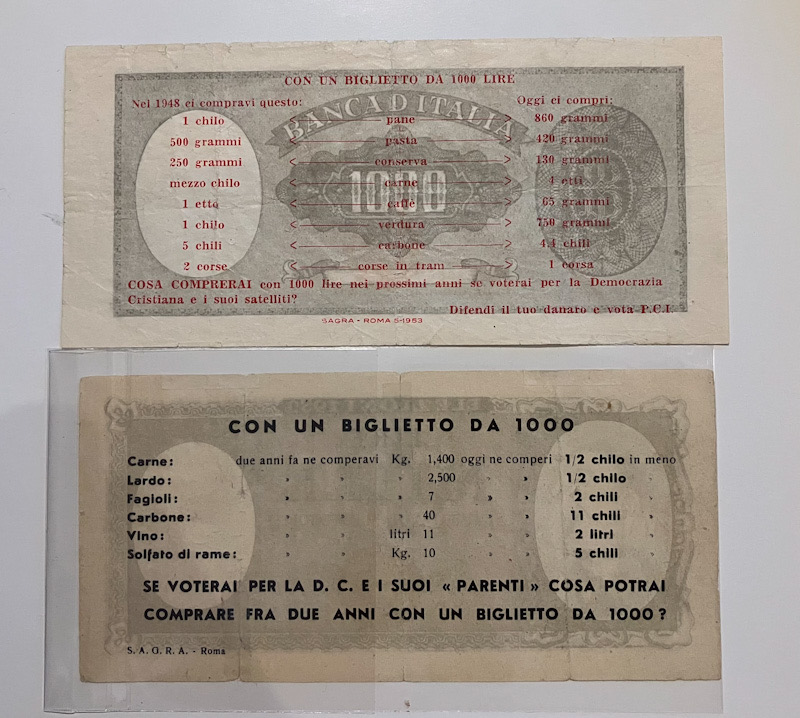 CON UN BIGLIETTO DA 1000 LIRE
Nel 1948 ci compravi questo: Oggi ci compri:
BANCA D'ITALIA
1 chilo < pane > 860 grammi
500 grammi < pasta > 420 grammi
250 grammi < conserva > 130 grammi
mezzo chilo < carne > 4 etti
1000
1 etto < caffè > 65 grammi
1 chilo < verdura > 750 grammi
5 chili < carbone > 4,4 chili
2 corse < corse in tram > 1 corsa
COSA COMPRERAI con 1000 lire nei prossimi anni se voterai per la Democrazia
Cristiana e i suoi satelliti?
Difendi il tuo danaro e vota P.C.I.
SAGRA - ROMA 5-1953
CON UN BIGLIETTO DA 1000
Carne: due anni fa ne comperavi Kg. 1,400 oggi ne comperi 1/2 chilo in meno
Lardo: » » » 2,500 » » 1/2 chilo »
Fagioli: » » » 7 » » 2 chili »
Carbone: » » » 40 » » 11 chili »
Vino: » » litri 11 » » 2 litri »
Solfato di rame: » » Kg. 10 » » 5 chili »
SE VOTERAI PER LA D. C. E I SUOI « PARENTI » COSA POTRAI
COMPRARE FRA DUE ANNI CON UN BIGLIETTO DA 1000?
S. A. G. R. A. - Roma